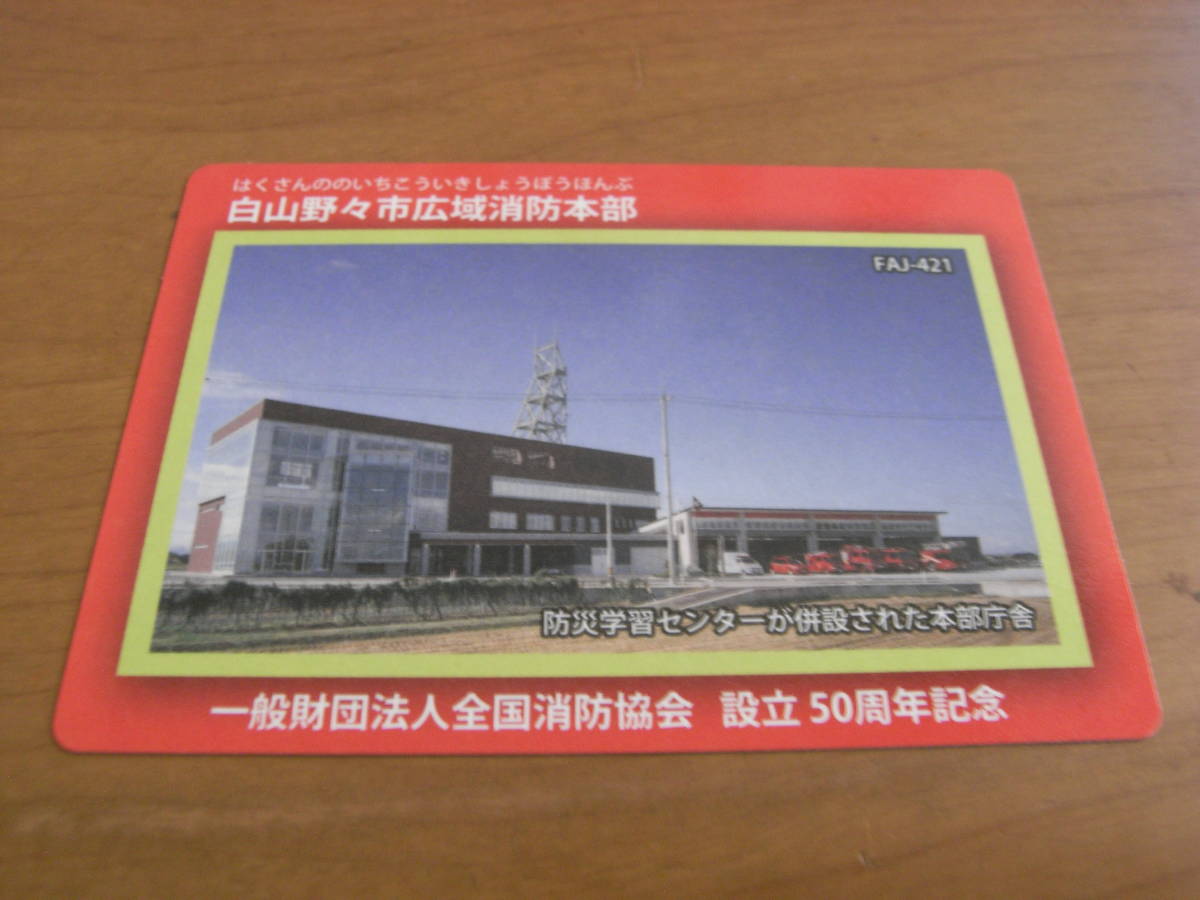 はくさんののいちこういきしょうぼうほんぶ
白山野々市広域消防本部
FAJ-421
防災学習センターが併設された本部庁舎
一般財団法人全国消防協会 設立50周年記念